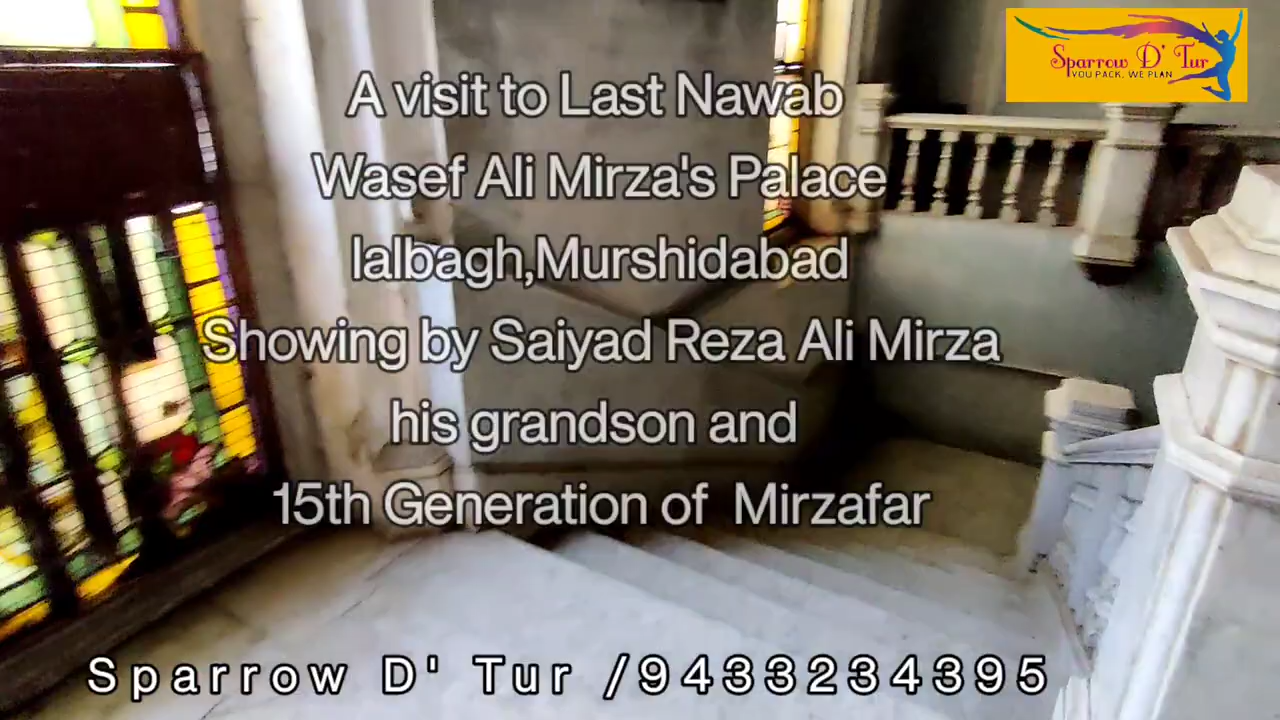 Sparrow D' Tur
YOU PACK, WE PLAN
A visit to Last Nawab
Wasef Ali Mirza's Palace
lalbagh,Murshidabad
Showing by Saiyad Reza Ali Mirza
his grandson and
15th Generation of Mirzafar
Sparrow D' Tur /9433234395